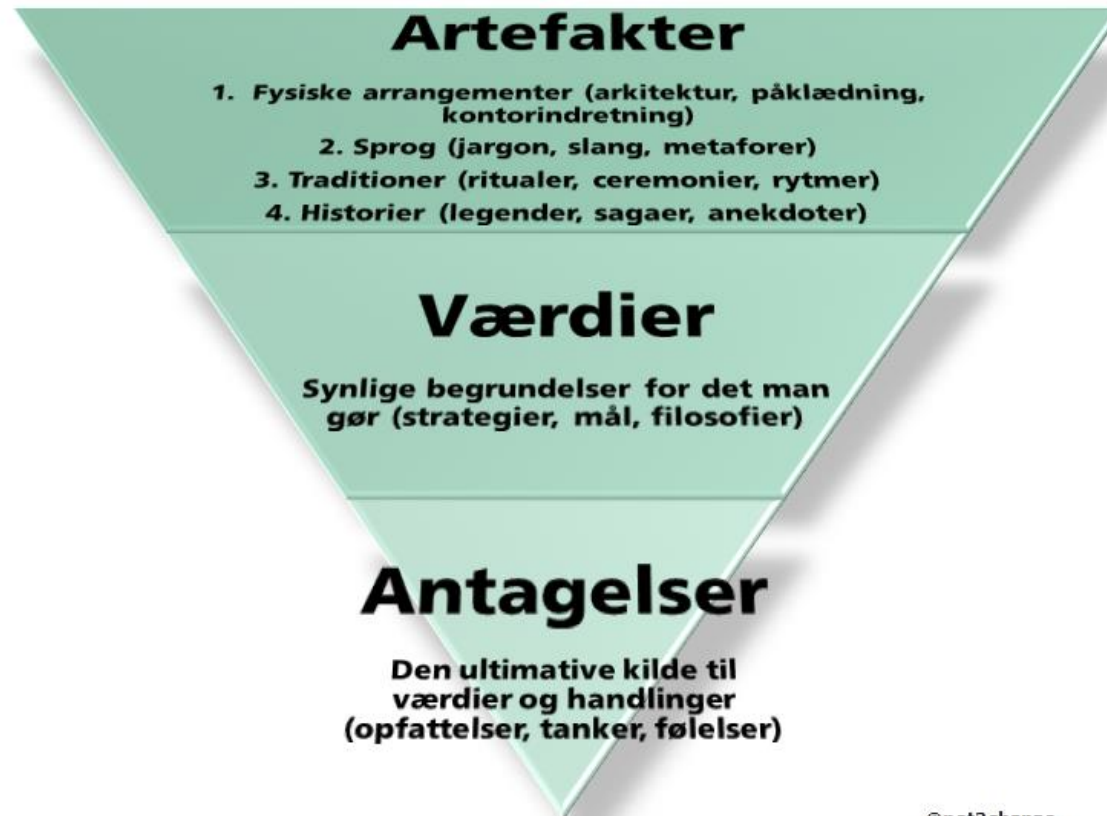 Artefakter
1. Fysiske arrangementer (arkitektur, påklædning,
kontorindretning)
2. Sprog (jargon, slang, metaforer)
3. Traditioner (ritualer, ceremonier, rytmer)
4. Historier (legender, sagaer, anekdoter)
Værdier
Synlige begrundelser for det man
gør (strategier, mål, filosofier)
Antagelser
Den ultimative kilde til
værdier og handlinger
(opfattelser, tanker, følelser)